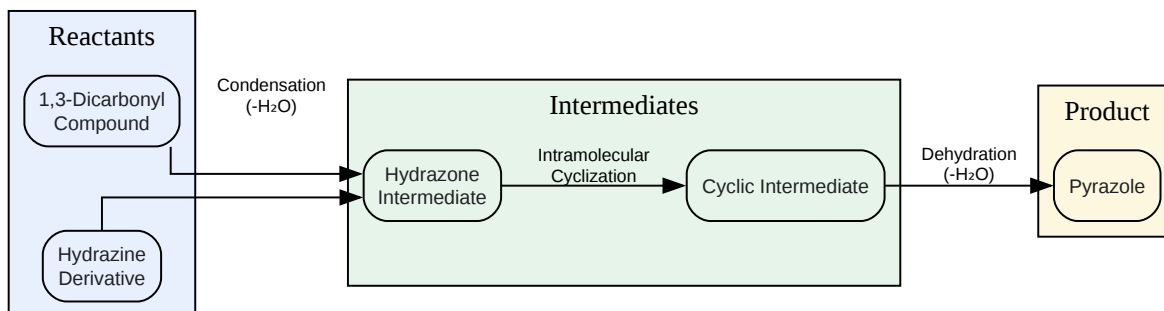 Reactants
1,3-Dicarbonyl
Compound
Hydrazine
Derivative
Condensation
(-H₂O)
Intermediates
Hydrazone
Intermediate
Intramolecular
Cyclization
Cyclic Intermediate
Dehydration
(-H₂O)
Product
Pyrazole